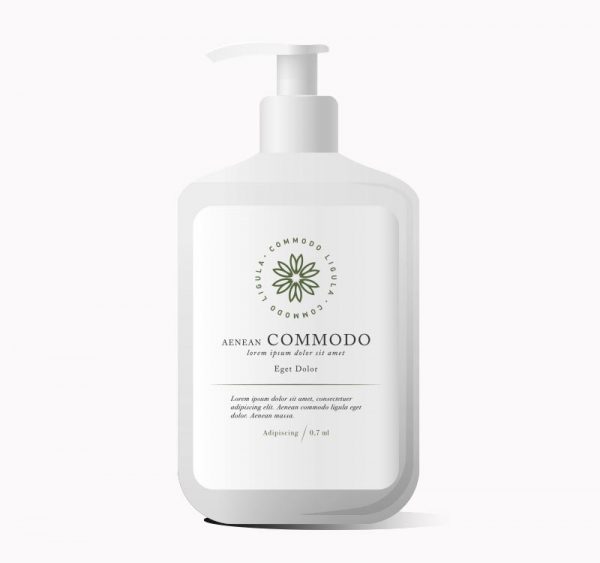 COMMODO LIGULA · COMMODO LIGULA ·
AENEAN COMMODO
lorem ipsum dolor sit amet
Eget Dolor
Lorem ipsum dolor sit amet, consectetuer
adipiscing elit. Aenean commodo ligula eget
dolor. Aenean massa.
Adipiscing / 0,7 ml